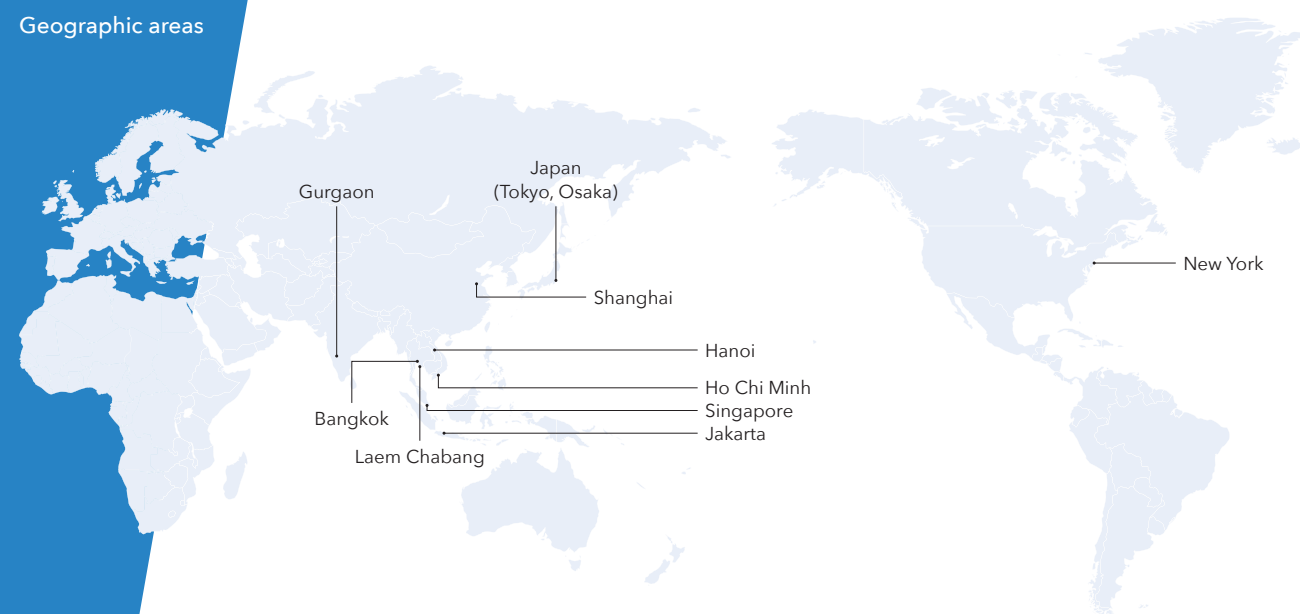 Geographic areas
Japan
(Tokyo, Osaka)
Gurgaon
New York
Shanghai
Hanoi
Ho Chi Minh
Singapore
Bangkok
Jakarta
Laem Chabang